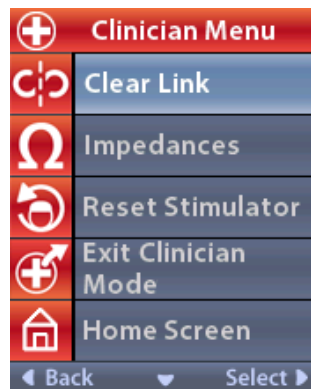 Clinician Menu
Clear Link
Impedances
Reset Stimulator
Exit Clinician
Mode
Home Screen
Back Select